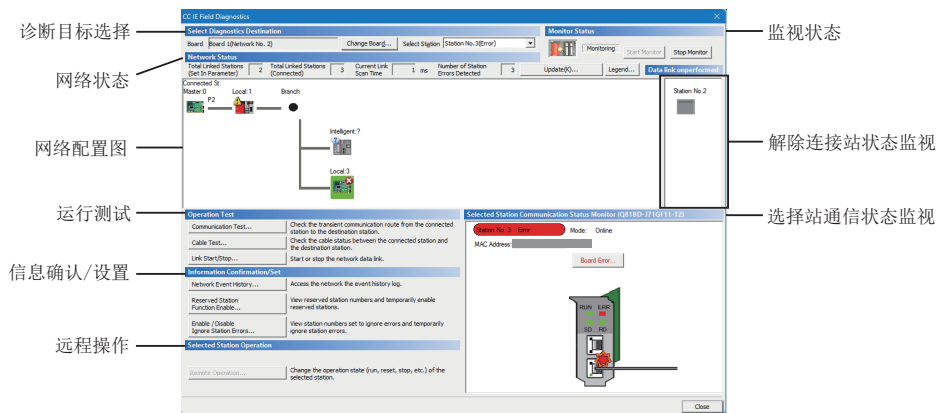 诊断目标选择
网络状态
网络配置图
运行测试
信息确认/设置
远程操作
CC IE Field Diagnostics
Select Diagnostics Destination
Board Board 1(Network No. 2) Change Board... Select Station Station No.3(Error)
Monitor Status
Monitoring Start Monitor Stop Monitor
Network Status
Total Linked Stations (Set In Parameter) 2 Total Linked Stations (Connected) 3 Current Link Scan Time 1 ms Number of Station Errors Detected 3 Update(K)... Legend... Data link unperformed
Connected St.
Master:0 Local:1 Branch
P2
Intelligent:?
Local:3
Station No.2
Operation Test
Communication Test... Check the transient communication route from the connected
station to the destination station.
Cable Test... Check the cable status between the connected station and
the destination station.
Link Start/Stop... Start or stop the network data link.
Information Confirmation/Set
Network Event History... Access the network the event history log.
Reserved Station
Function Enable...
View reserved station numbers and temporarily enable
reserved stations.
Enable / Disable
Ignore Station Errors...
View station numbers set to ignore errors and temporarily
ignore station errors.
Selected Station Operation
Remote Operation... Change the operation state (run, reset, stop, etc.) of the
selected station.
Selected Station Communication Status Monitor (Q81BD-J71GF11-T2)
Station No. 3 Error Mode: Online
MAC Address:
Board Error...
RUN ERR
SD RD
Close
监视状态
解除连接站状态监视
选择站通信状态监视